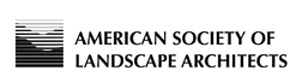 AMERICAN SOCIETY OF
LANDSCAPE ARCHITECTS